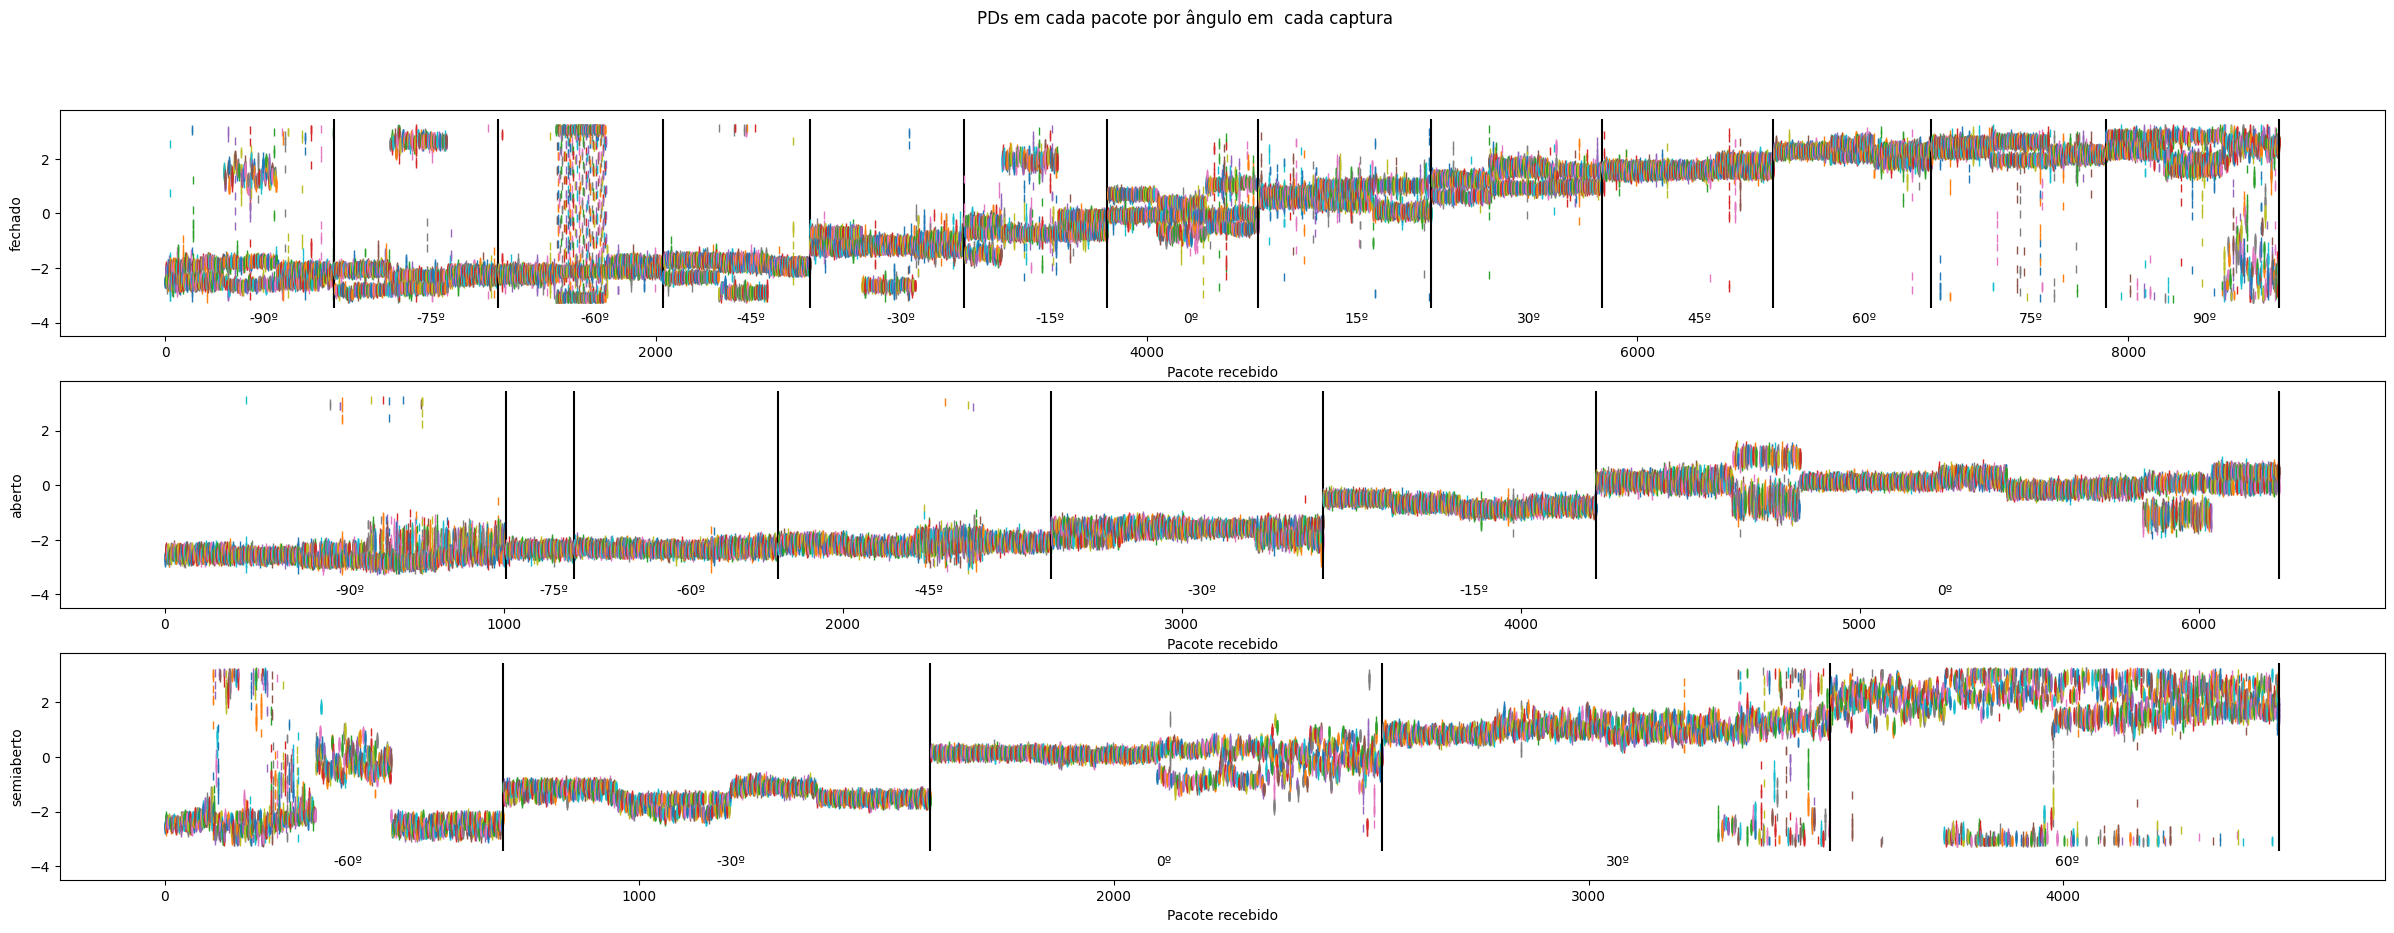 PDs em cada pacote por ângulo em  cada captura
fechado
2
0
−2
−4
-90º -75º -60º -45º -30º -15º 0º 15º 30º 45º 60º 75º 90º
0 2000 4000 6000 8000
Pacote recebido
aberto
2
0
−2
−4
-90º -75º -60º -45º -30º -15º 0º
0 1000 2000 3000 4000 5000 6000
Pacote recebido
semiaberto
2
0
−2
−4
-60º -30º 0º 30º 60º
0 1000 2000 3000 4000
Pacote recebido